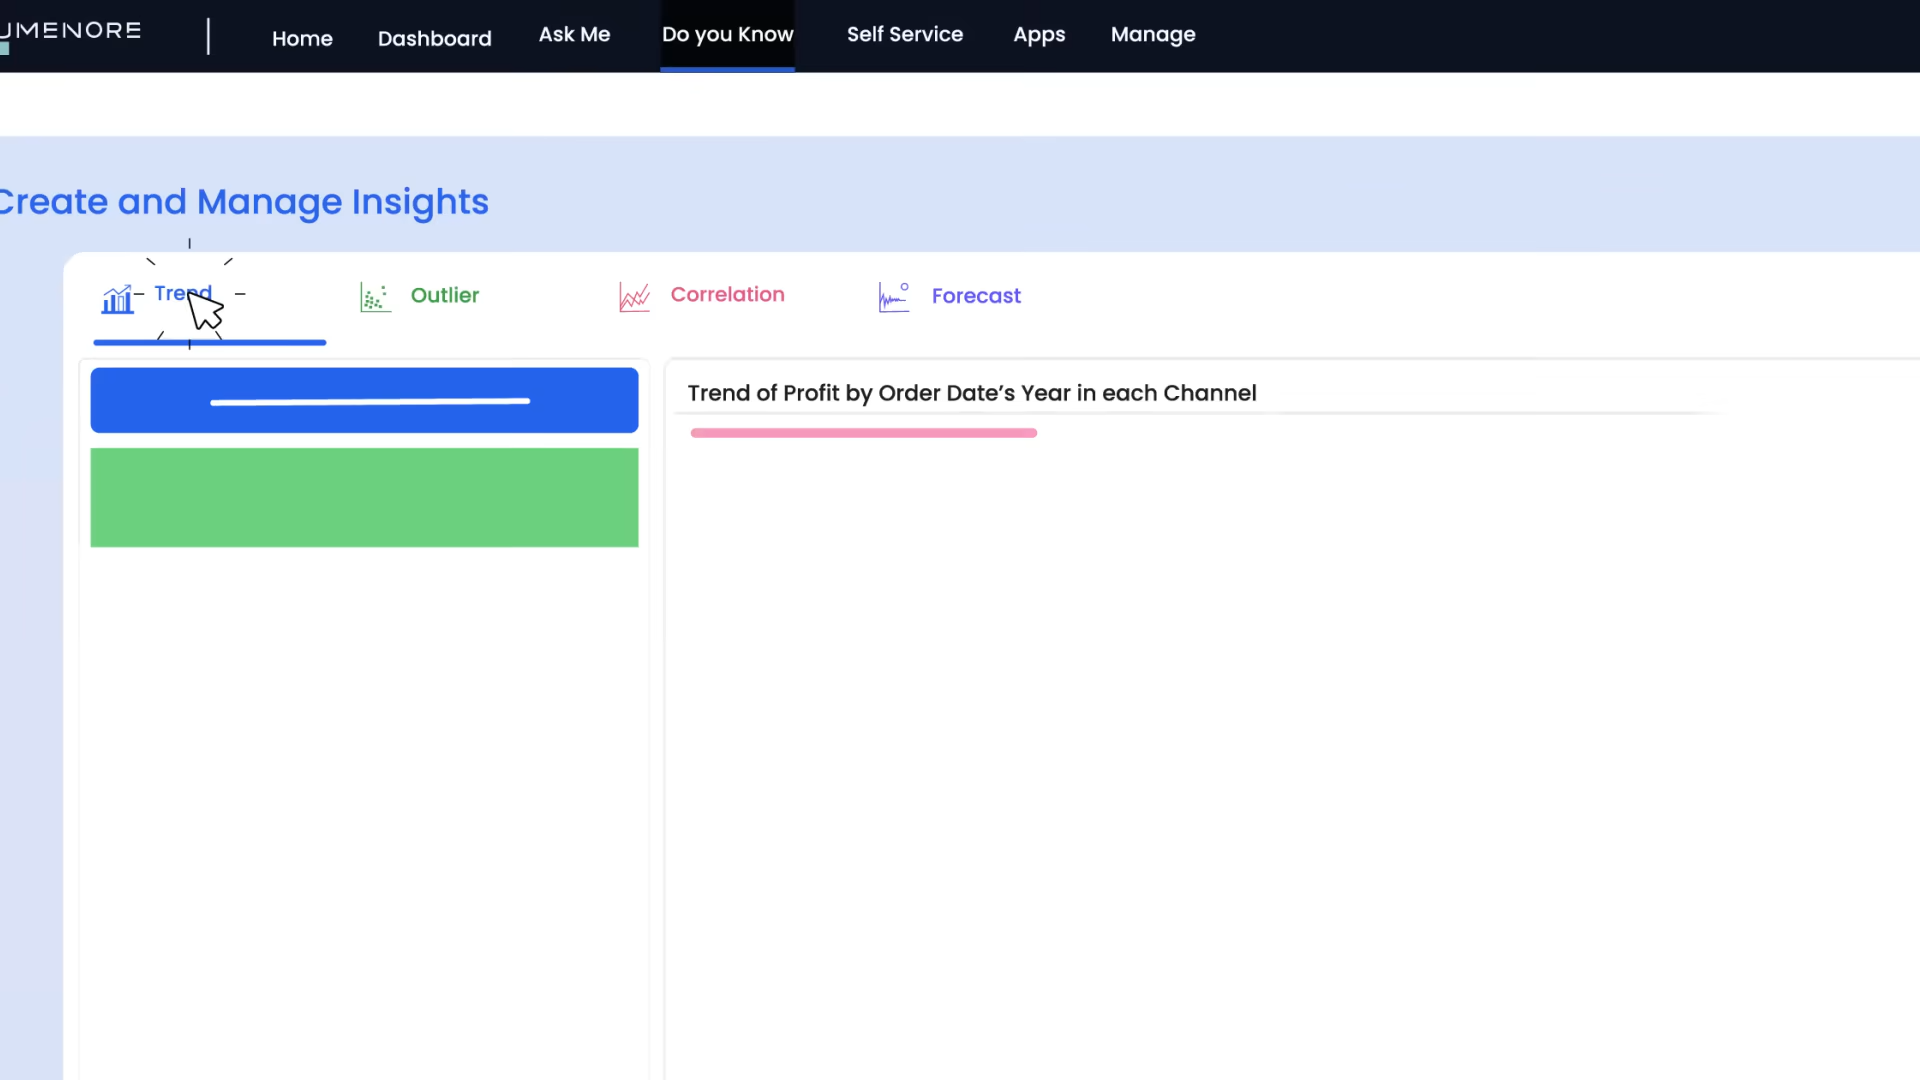 UMENORE
Home Dashboard Ask Me Do you Know Self Service Apps Manage
Create and Manage Insights
Trend Outlier Correlation Forecast
Trend of Profit by Order Date's Year in each Channel